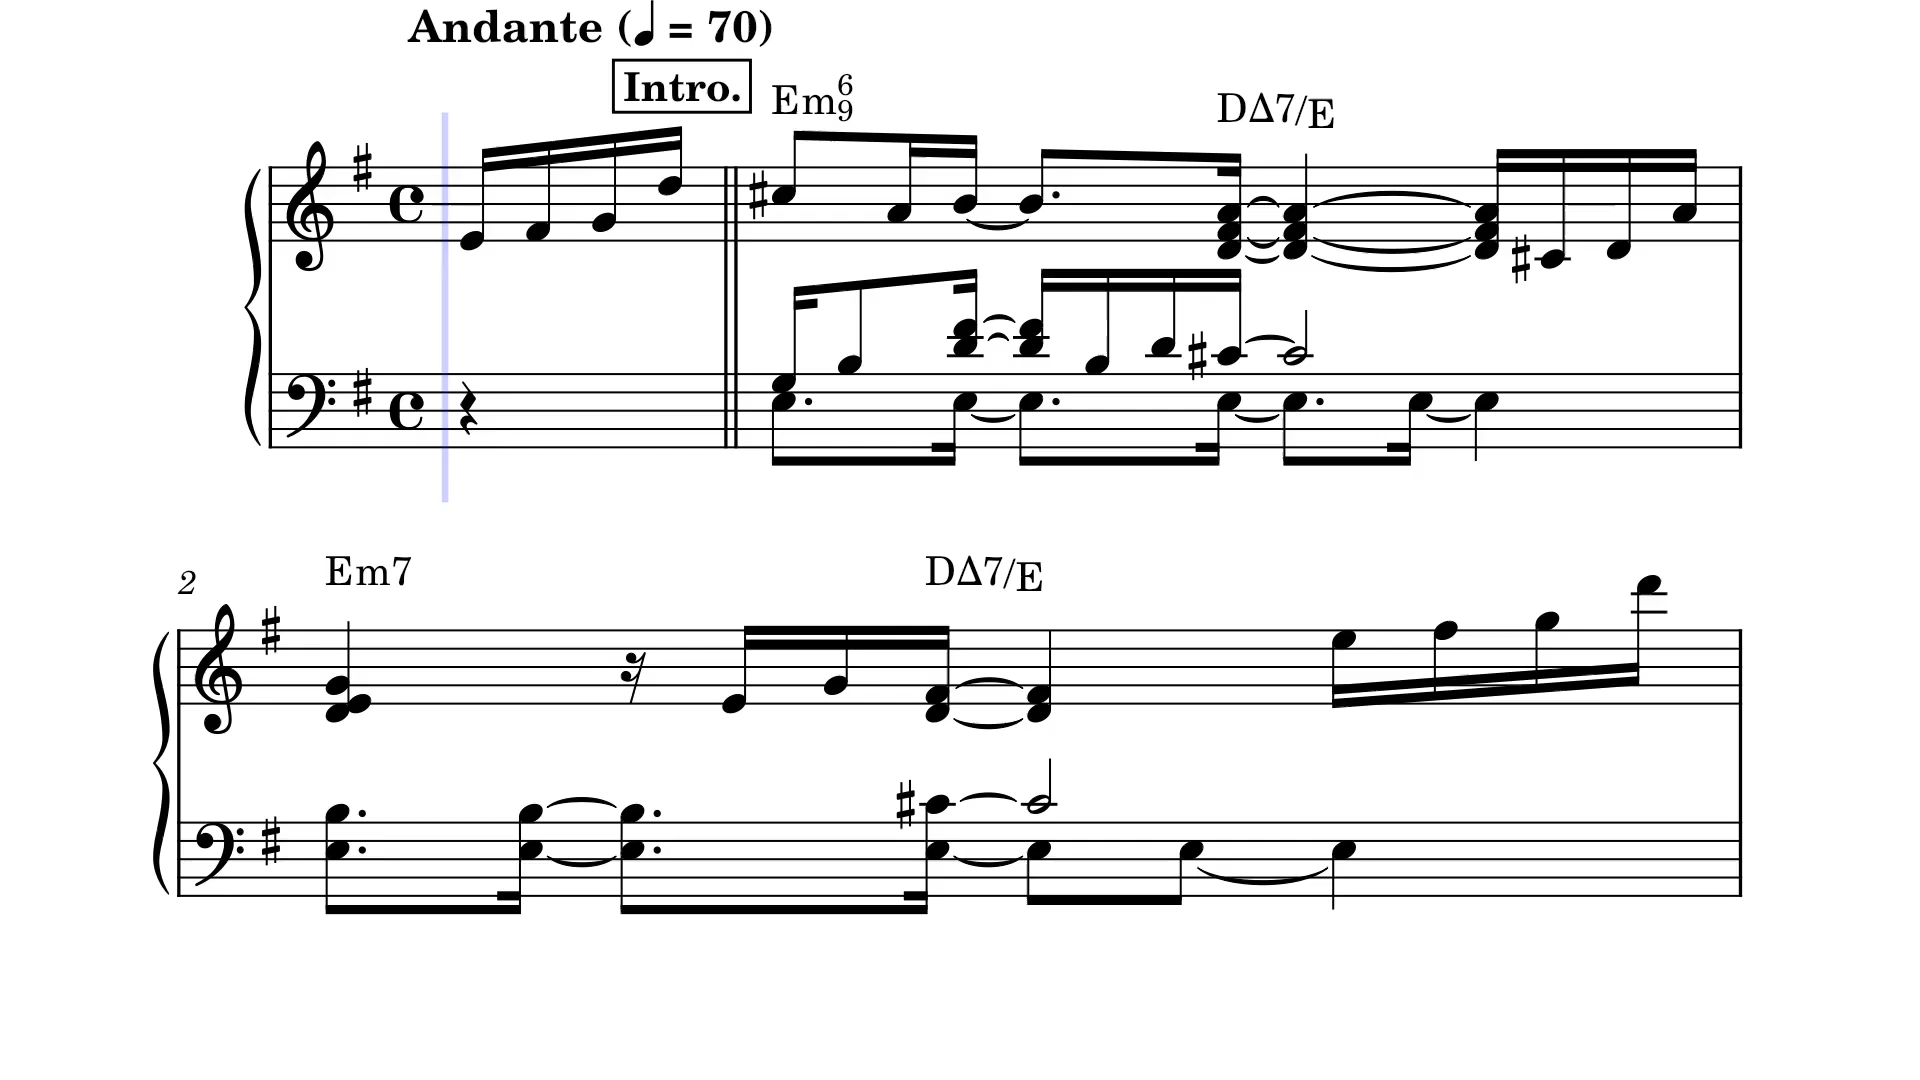 Andante (♩ = 70)
Intro.
Em6 9 DΔ7/E
2
Em7 DΔ7/E